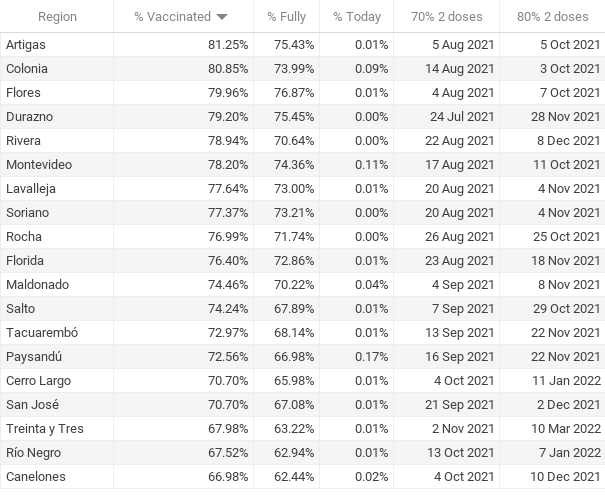 Region % Vaccinated % Fully % Today 70% 2 doses 80% 2 doses
Artigas 81.25% 75.43% 0.01% 5 Aug 2021 5 Oct 2021
Colonia 80.85% 73.99% 0.09% 14 Aug 2021 3 Oct 2021
Flores 79.96% 76.87% 0.01% 4 Aug 2021 7 Oct 2021
Durazno 79.20% 75.45% 0.00% 24 Jul 2021 28 Nov 2021
Rivera 78.94% 70.64% 0.00% 22 Aug 2021 8 Dec 2021
Montevideo 78.20% 74.36% 0.11% 17 Aug 2021 11 Oct 2021
Lavalleja 77.64% 73.00% 0.01% 20 Aug 2021 4 Nov 2021
Soriano 77.37% 73.21% 0.00% 20 Aug 2021 4 Nov 2021
Rocha 76.99% 71.74% 0.00% 26 Aug 2021 25 Oct 2021
Florida 76.40% 72.86% 0.01% 23 Aug 2021 18 Nov 2021
Maldonado 74.46% 70.22% 0.04% 4 Sep 2021 8 Nov 2021
Salto 74.24% 67.89% 0.01% 7 Sep 2021 29 Oct 2021
Tacuarembó 72.97% 68.14% 0.01% 13 Sep 2021 22 Nov 2021
Paysandú 72.56% 66.98% 0.17% 16 Sep 2021 22 Nov 2021
Cerro Largo 70.70% 65.98% 0.01% 4 Oct 2021 11 Jan 2022
San José 70.70% 67.08% 0.01% 21 Sep 2021 2 Dec 2021
Treinta y Tres 67.98% 63.22% 0.01% 2 Nov 2021 10 Mar 2022
Río Negro 67.52% 62.94% 0.01% 13 Oct 2021 7 Jan 2022
Canelones 66.98% 62.44% 0.02% 4 Oct 2021 10 Dec 2021